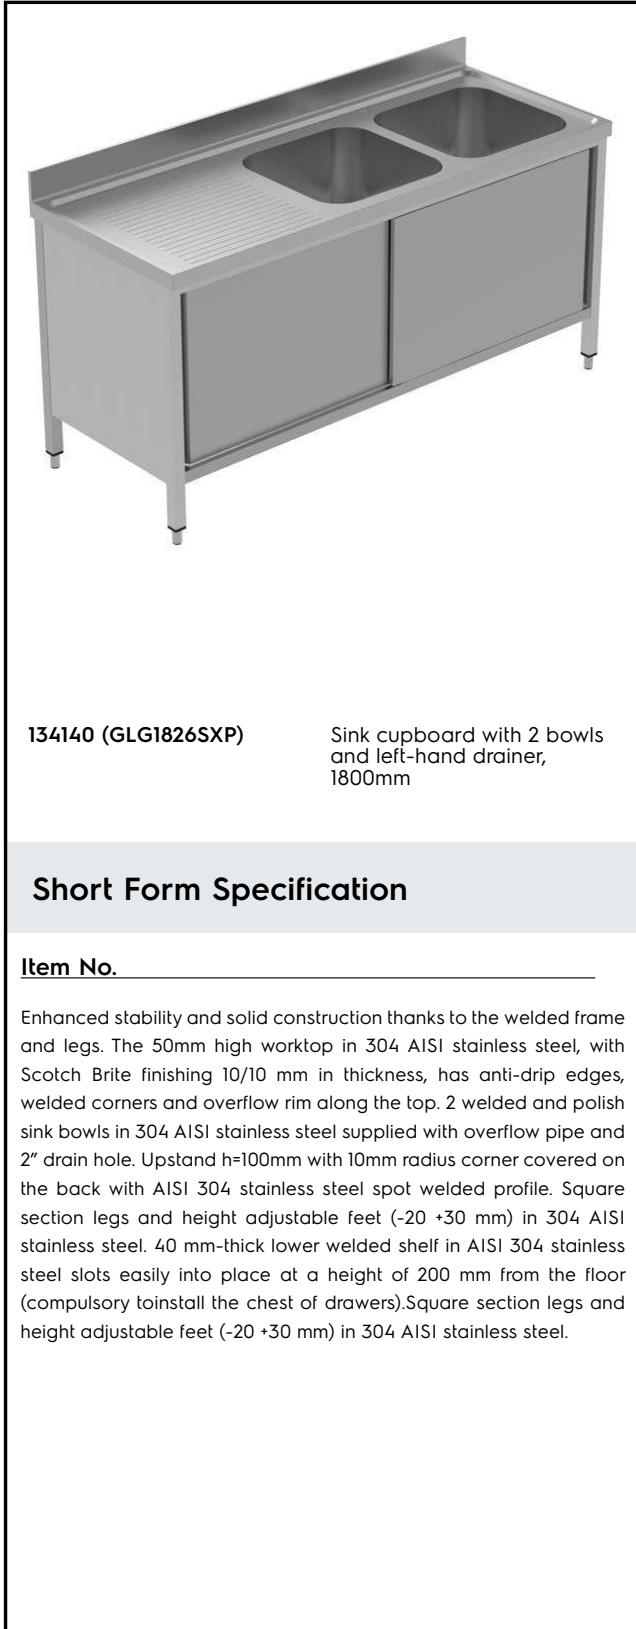 134140 (GLG1826SXP)
Sink cupboard with 2 bowls
and left-hand drainer,
1800mm
Short Form Specification
Item No.
Enhanced stability and solid construction thanks to the welded frame
and legs. The 50mm high worktop in 304 AISI stainless steel, with
Scotch Brite finishing 10/10 mm in thickness, has anti-drip edges,
welded corners and overflow rim along the top. 2 welded and polish
sink bowls in 304 AISI stainless steel supplied with overflow pipe and
2″ drain hole. Upstand h=100mm with 10mm radius corner covered on
the back with AISI 304 stainless steel spot welded profile. Square
section legs and height adjustable feet (-20 +30 mm) in 304 AISI
stainless steel. 40 mm-thick lower welded shelf in AISI 304 stainless
steel slots easily into place at a height of 200 mm from the floor
(compulsory toinstall the chest of drawers).Square section legs and
height adjustable feet (-20 +30 mm) in 304 AISI stainless steel.